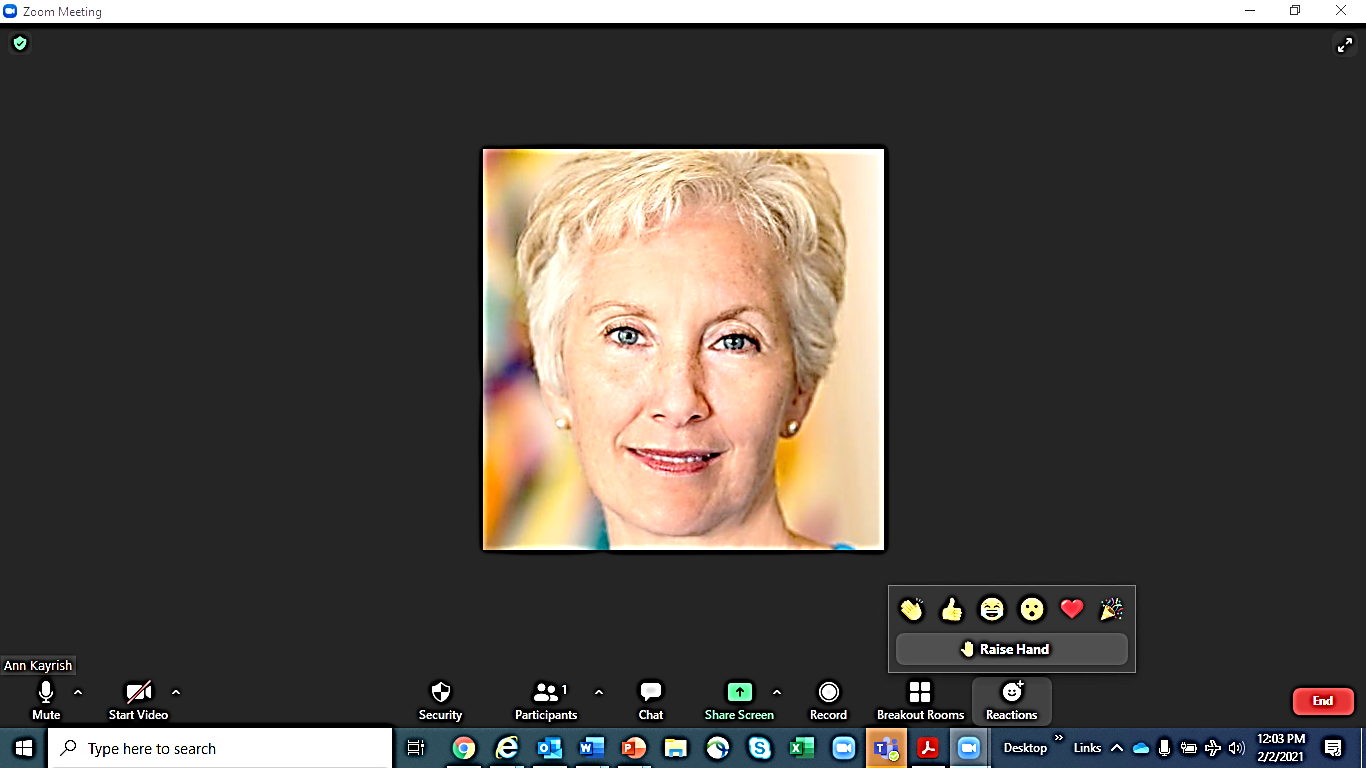 Zoom Meeting
Ann Kayrish
Raise Hand
Mute
Start Video
Security
Participants
1
Chat
Share Screen
Record
Breakout Rooms
Reactions
End
Type here to search
Desktop
Links
12:03 PM
2/2/2021